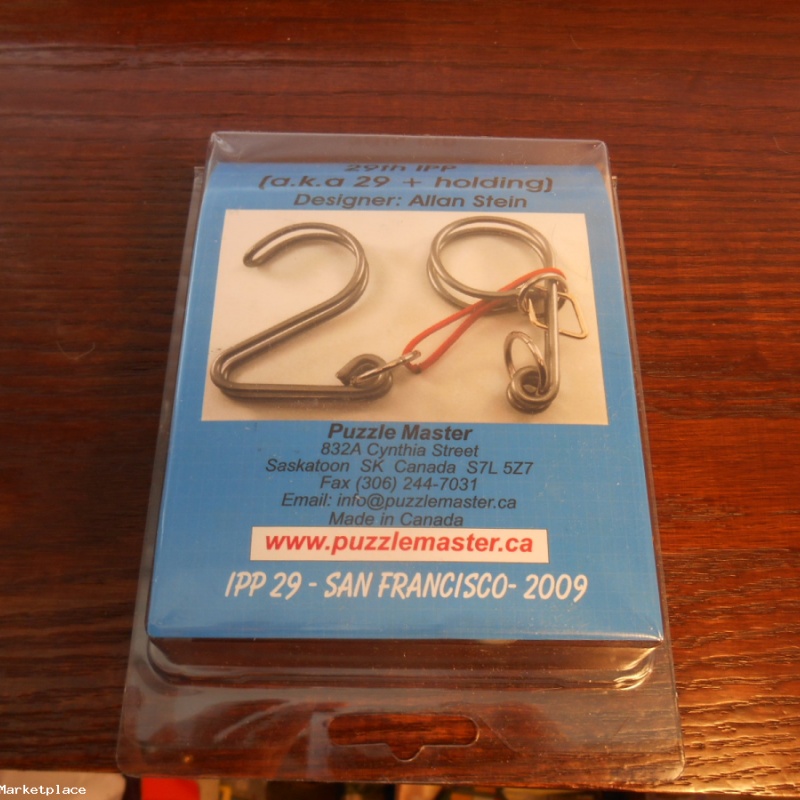 29th IPP
(a.k.a 29 + holding)
Designer: Allan Stein
Puzzle Master
832A Cynthia Street
Saskatoon SK Canada S7L 5Z7
Fax (306) 244-7031
Email: info@puzzlemaster.ca
Made in Canada
www.puzzlemaster.ca
IPP 29 - SAN FRANCISCO- 2009
Marketplace